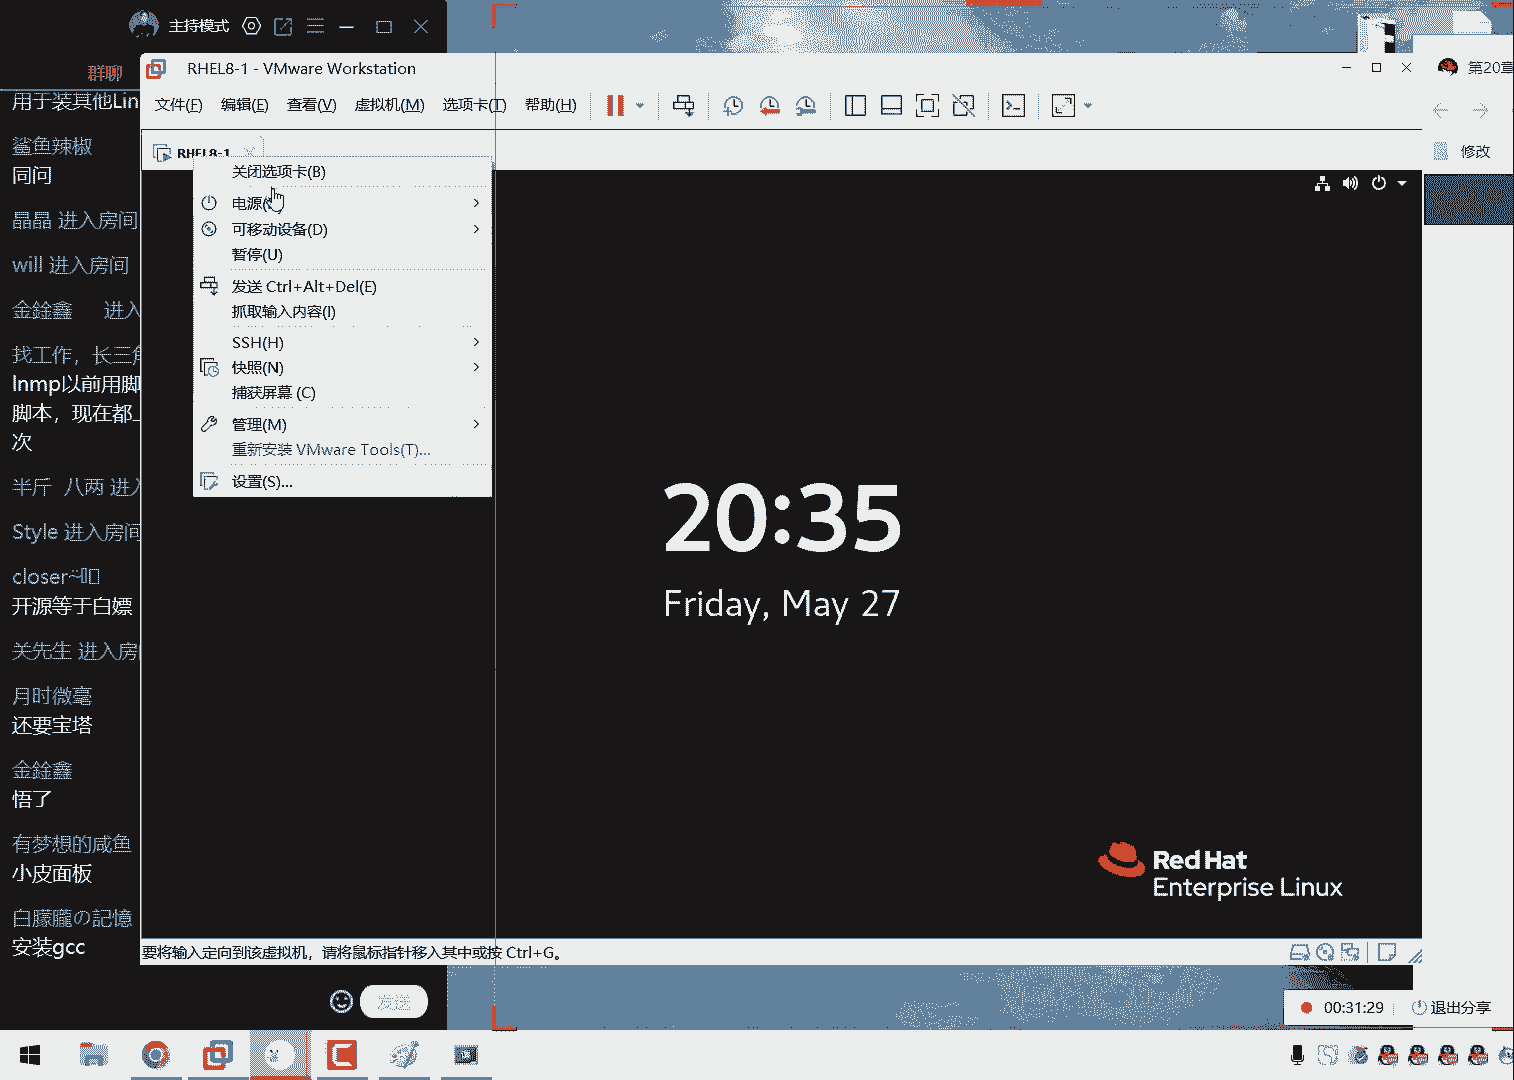 主持模式
群聊
用于装其他Lin
鲨鱼辣椒
同问
晶晶 进入房间
will 进入房间
金銓鑫 进入
找工作，长三角
lnmp以前用脚
脚本，现在都上
次
半斤 八两 进入
Style 进入房间
closer
开源等于白嫖
关先生 进入房间
月时微毫
还要宝塔
金銓鑫
悟了
有梦想的咸鱼
小皮面板
白朦朧の記憶
安装gcc
发送
RHEL8-1 - VMware Workstation
文件(F) 编辑(E) 查看(V) 虚拟机(M) 选项卡(T) 帮助(H)
RHEL8-1
关闭选项卡(B)
电源(
可移动设备(D)
暂停(U)
发送 Ctrl+Alt+Del(E)
抓取输入内容(I)
SSH(H)
快照(N)
捕获屏幕 (C)
管理(M)
重新安装 VMware Tools(T)...
设置(S)...
20:35
Friday, May 27
Red Hat
Enterprise Linux
要将输入定向到该虚拟机，请将鼠标指针移入其中或按 Ctrl+G。
第20章
修改
00:31:29
退出分享